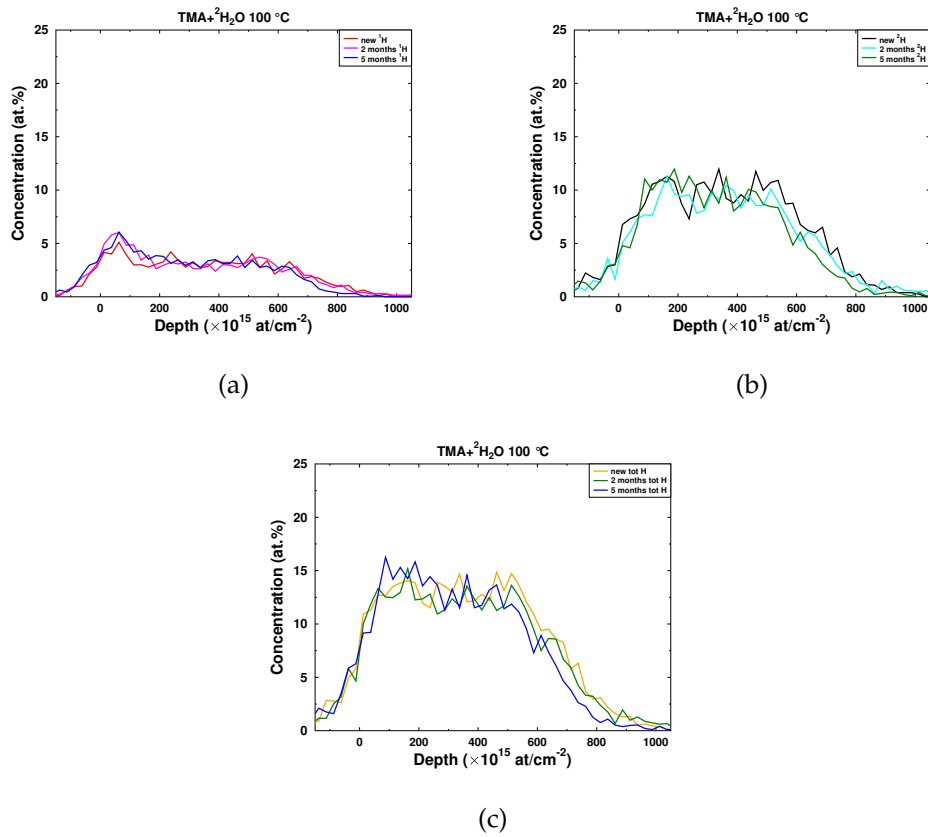 TMA+²H₂O 100 °C
new ¹H
2 months ¹H
5 months ¹H
25
20
15
10
5
0
Concentration (at.%)
0 200 400 600 800 1000
Depth (×10¹⁵ at/cm⁻²)
(a)
TMA+²H₂O 100 °C
new ²H
2 months ²H
5 months ²H
25
20
15
10
5
0
Concentration (at.%)
0 200 400 600 800 1000
Depth (×10¹⁵ at/cm⁻²)
(b)
TMA+²H₂O 100 °C
new tot H
2 months tot H
5 months tot H
25
20
15
10
5
0
Concentration (at.%)
0 200 400 600 800 1000
Depth (×10¹⁵ at/cm⁻²)
(c)